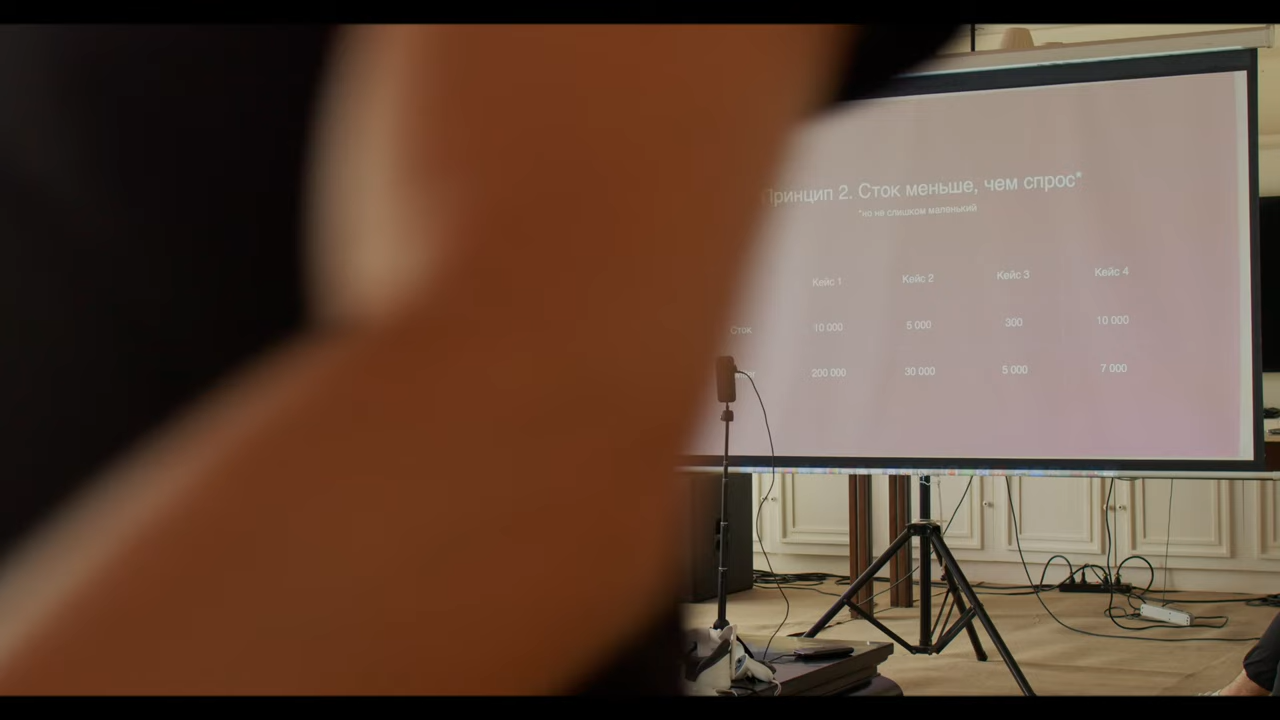 Принцип 2. Сток меньше, чем спрос*
*но не слишком маленький
Кейс 1 Кейс 2 Кейс 3 Кейс 4
Сток 10 000 5 000 300 10 000
200 000 30 000 5 000 7 000